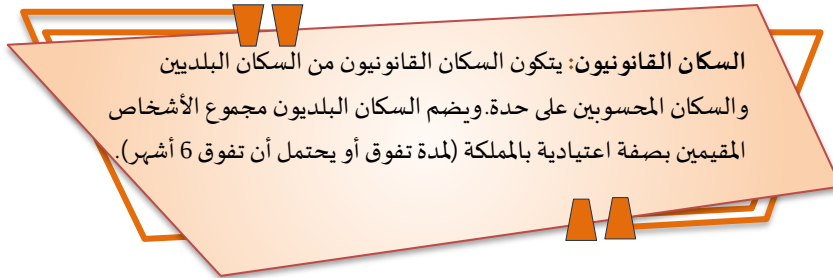 السكان القانونيون: يتكون السكان القانونيون من السكان البلديين
والسكان المحسوبين على حدة.ويضم السكان البلديون مجموع الأشخاص
المقيمين بصفة اعتيادية بالمملكة (لمدة تفوق أو يحتمل أن تفوق 6 أشهر).